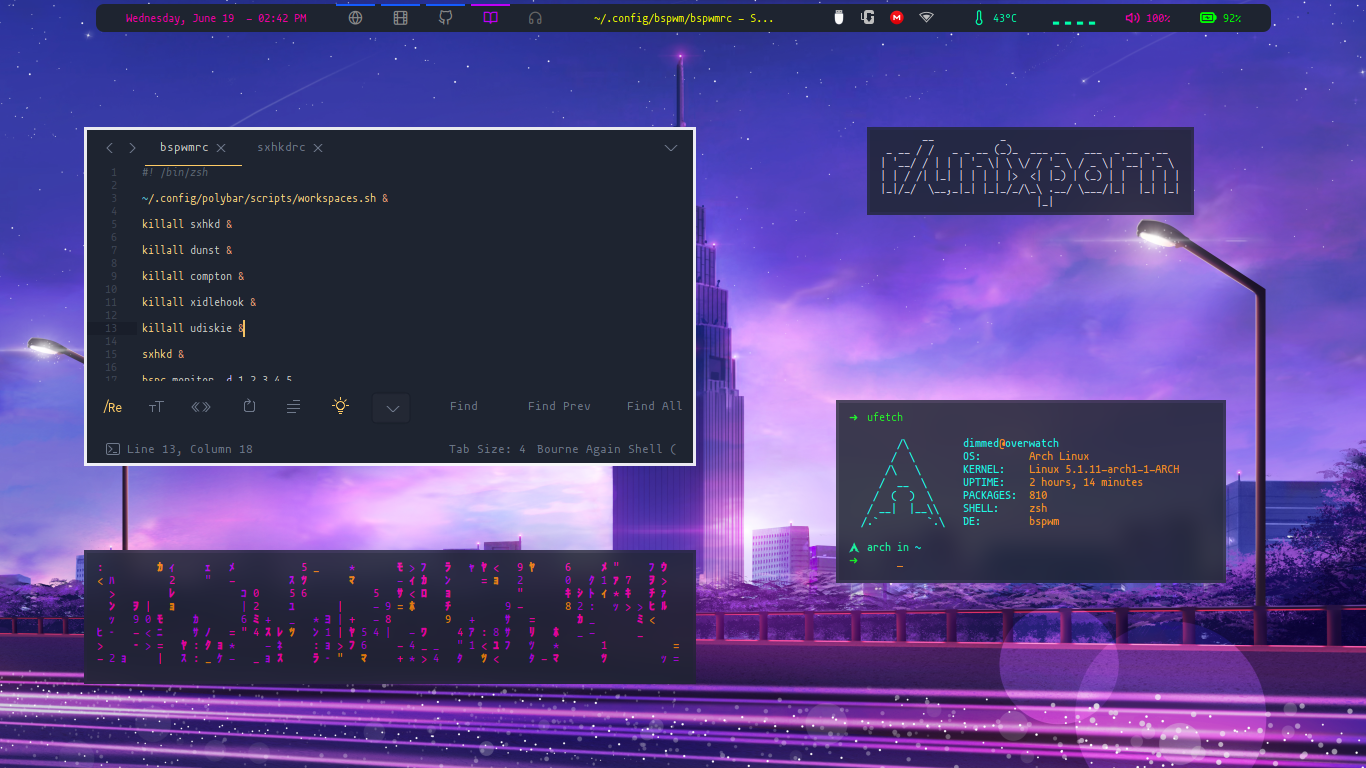 Wednesday, June 19 – 02:42 PM
~/.config/bspwm/bspwmrc – S...
43°C
100%
92%
bspwmrc
sxhkdrc
1 #! /bin/zsh
2
3 ~/.config/polybar/scripts/workspaces.sh &
4
5 killall sxhkd &
6
7 killall dunst &
8
9 killall compton &
10
11 killall xidlehook &
12
13 killall udiskie &
14
15 sxhkd &
16
17 bspc monitor -d 1 2 3 4 5
/Re
Find
Find Prev
Find All
Line 13, Column 18
Tab Size: 4
Bourne Again Shell (
r/unixporn
→ ufetch
dimmed@overwatch
OS: Arch Linux
KERNEL: Linux 5.1.11-arch1-1-ARCH
UPTIME: 2 hours, 14 minutes
PACKAGES: 810
SHELL: zsh
DE: bspwm
arch in ~
→ _